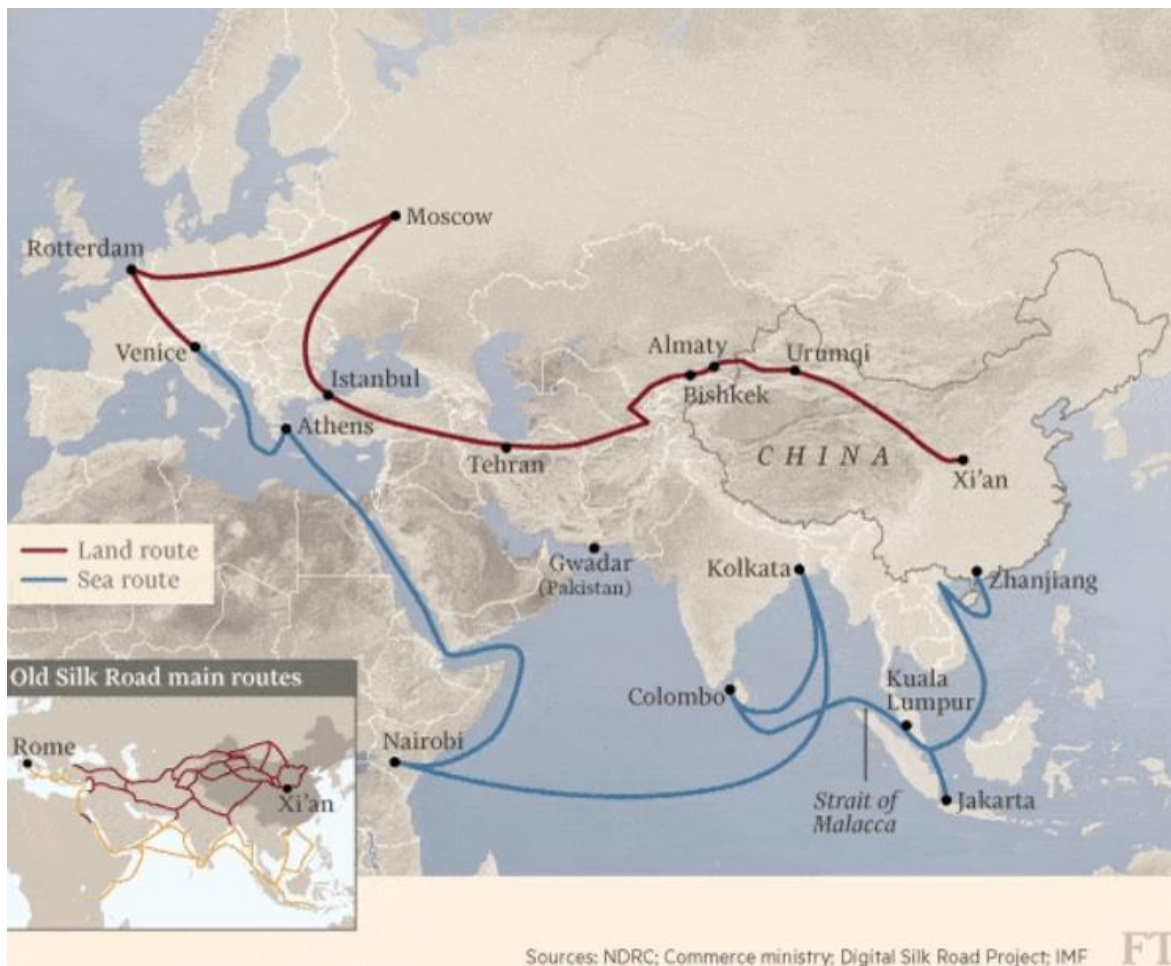 Moscow
Rotterdam
Venice
Istanbul
Athens
Tehran
Almaty
Bishkek
Urumqi
CHINA
Xi'an
Land route
Sea route
Gwadar
(Pakistan)
Kolkata
Zhanjiang
Colombo
Kuala
Lumpur
Nairobi
Strait of
Malacca
Jakarta
Old Silk Road main routes
Rome
Xi'an
Sources: NDRC; Commerce ministry; Digital Silk Road Project; IMF
FT